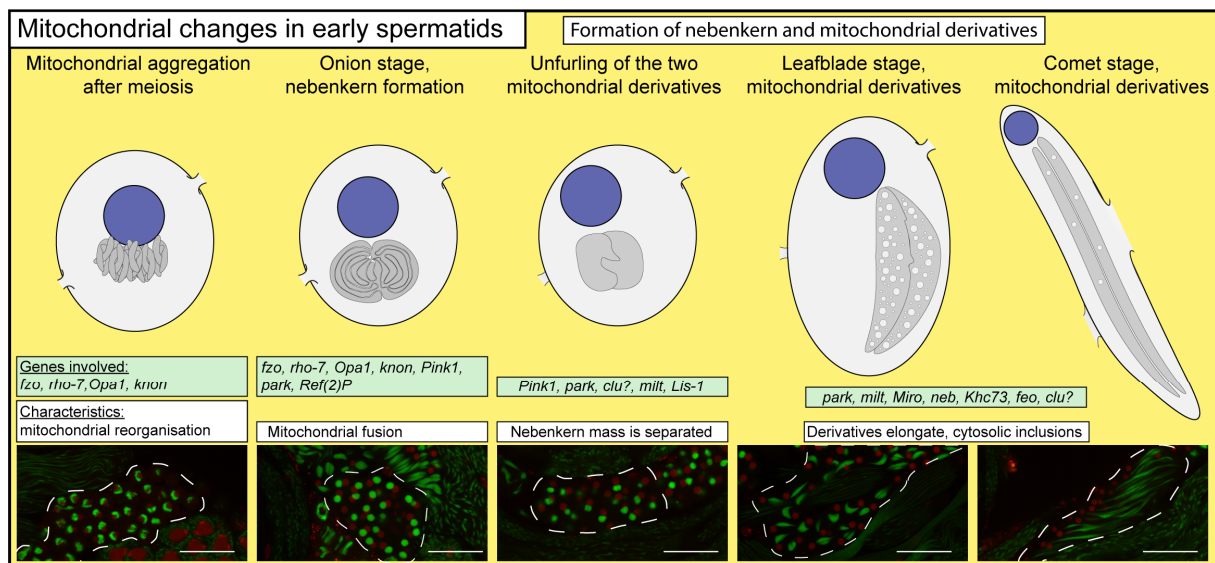 Mitochondrial changes in early spermatids
Formation of nebenkern and mitochondrial derivatives
Mitochondrial aggregation
after meiosis
Onion stage,
nebenkern formation
Unfurling of the two
mitochondrial derivatives
Leafblade stage,
mitochondrial derivatives
Comet stage,
mitochondrial derivatives
Genes involved:
fzo, rho-7,Opa1, knon
fzo, rho-7, Opa1, knon, Pink1,
park, Ref(2)P
Pink1, park, clu?, milt, Lis-1
park, milt, Miro, neb, Khc73, feo, clu?
Characteristics:
mitochondrial reorganisation
Mitochondrial fusion
Nebenkern mass is separated
Derivatives elongate, cytosolic inclusions